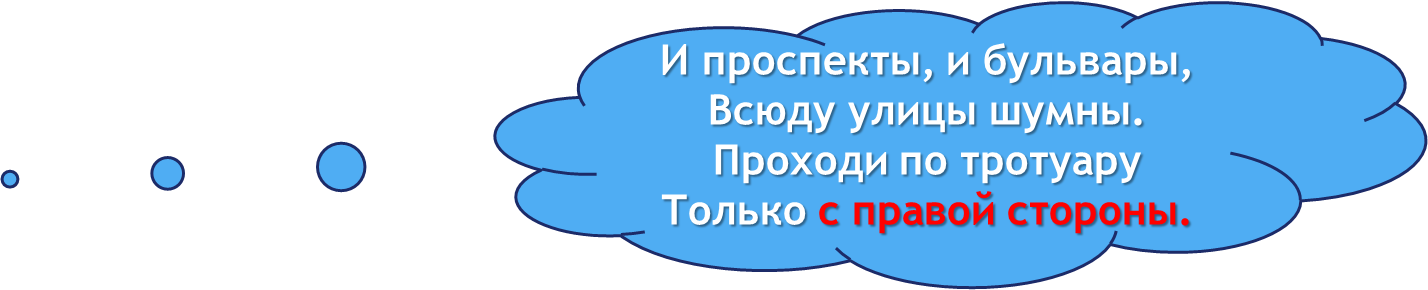 И проспекты, и бульвары,
Всюду улицы шумны.
Проходи по тротуару
Только с правой стороны.